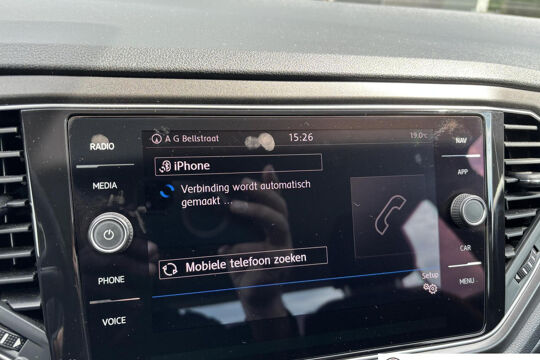 A G Bellstraat 15:26 19,0°C
RADIO
NAV
iPhone
MEDIA
APP
Verbinding wordt automatisch
gemaakt ...
PHONE
CAR
Mobiele telefoon zoeken
Setup
MENU
VOICE